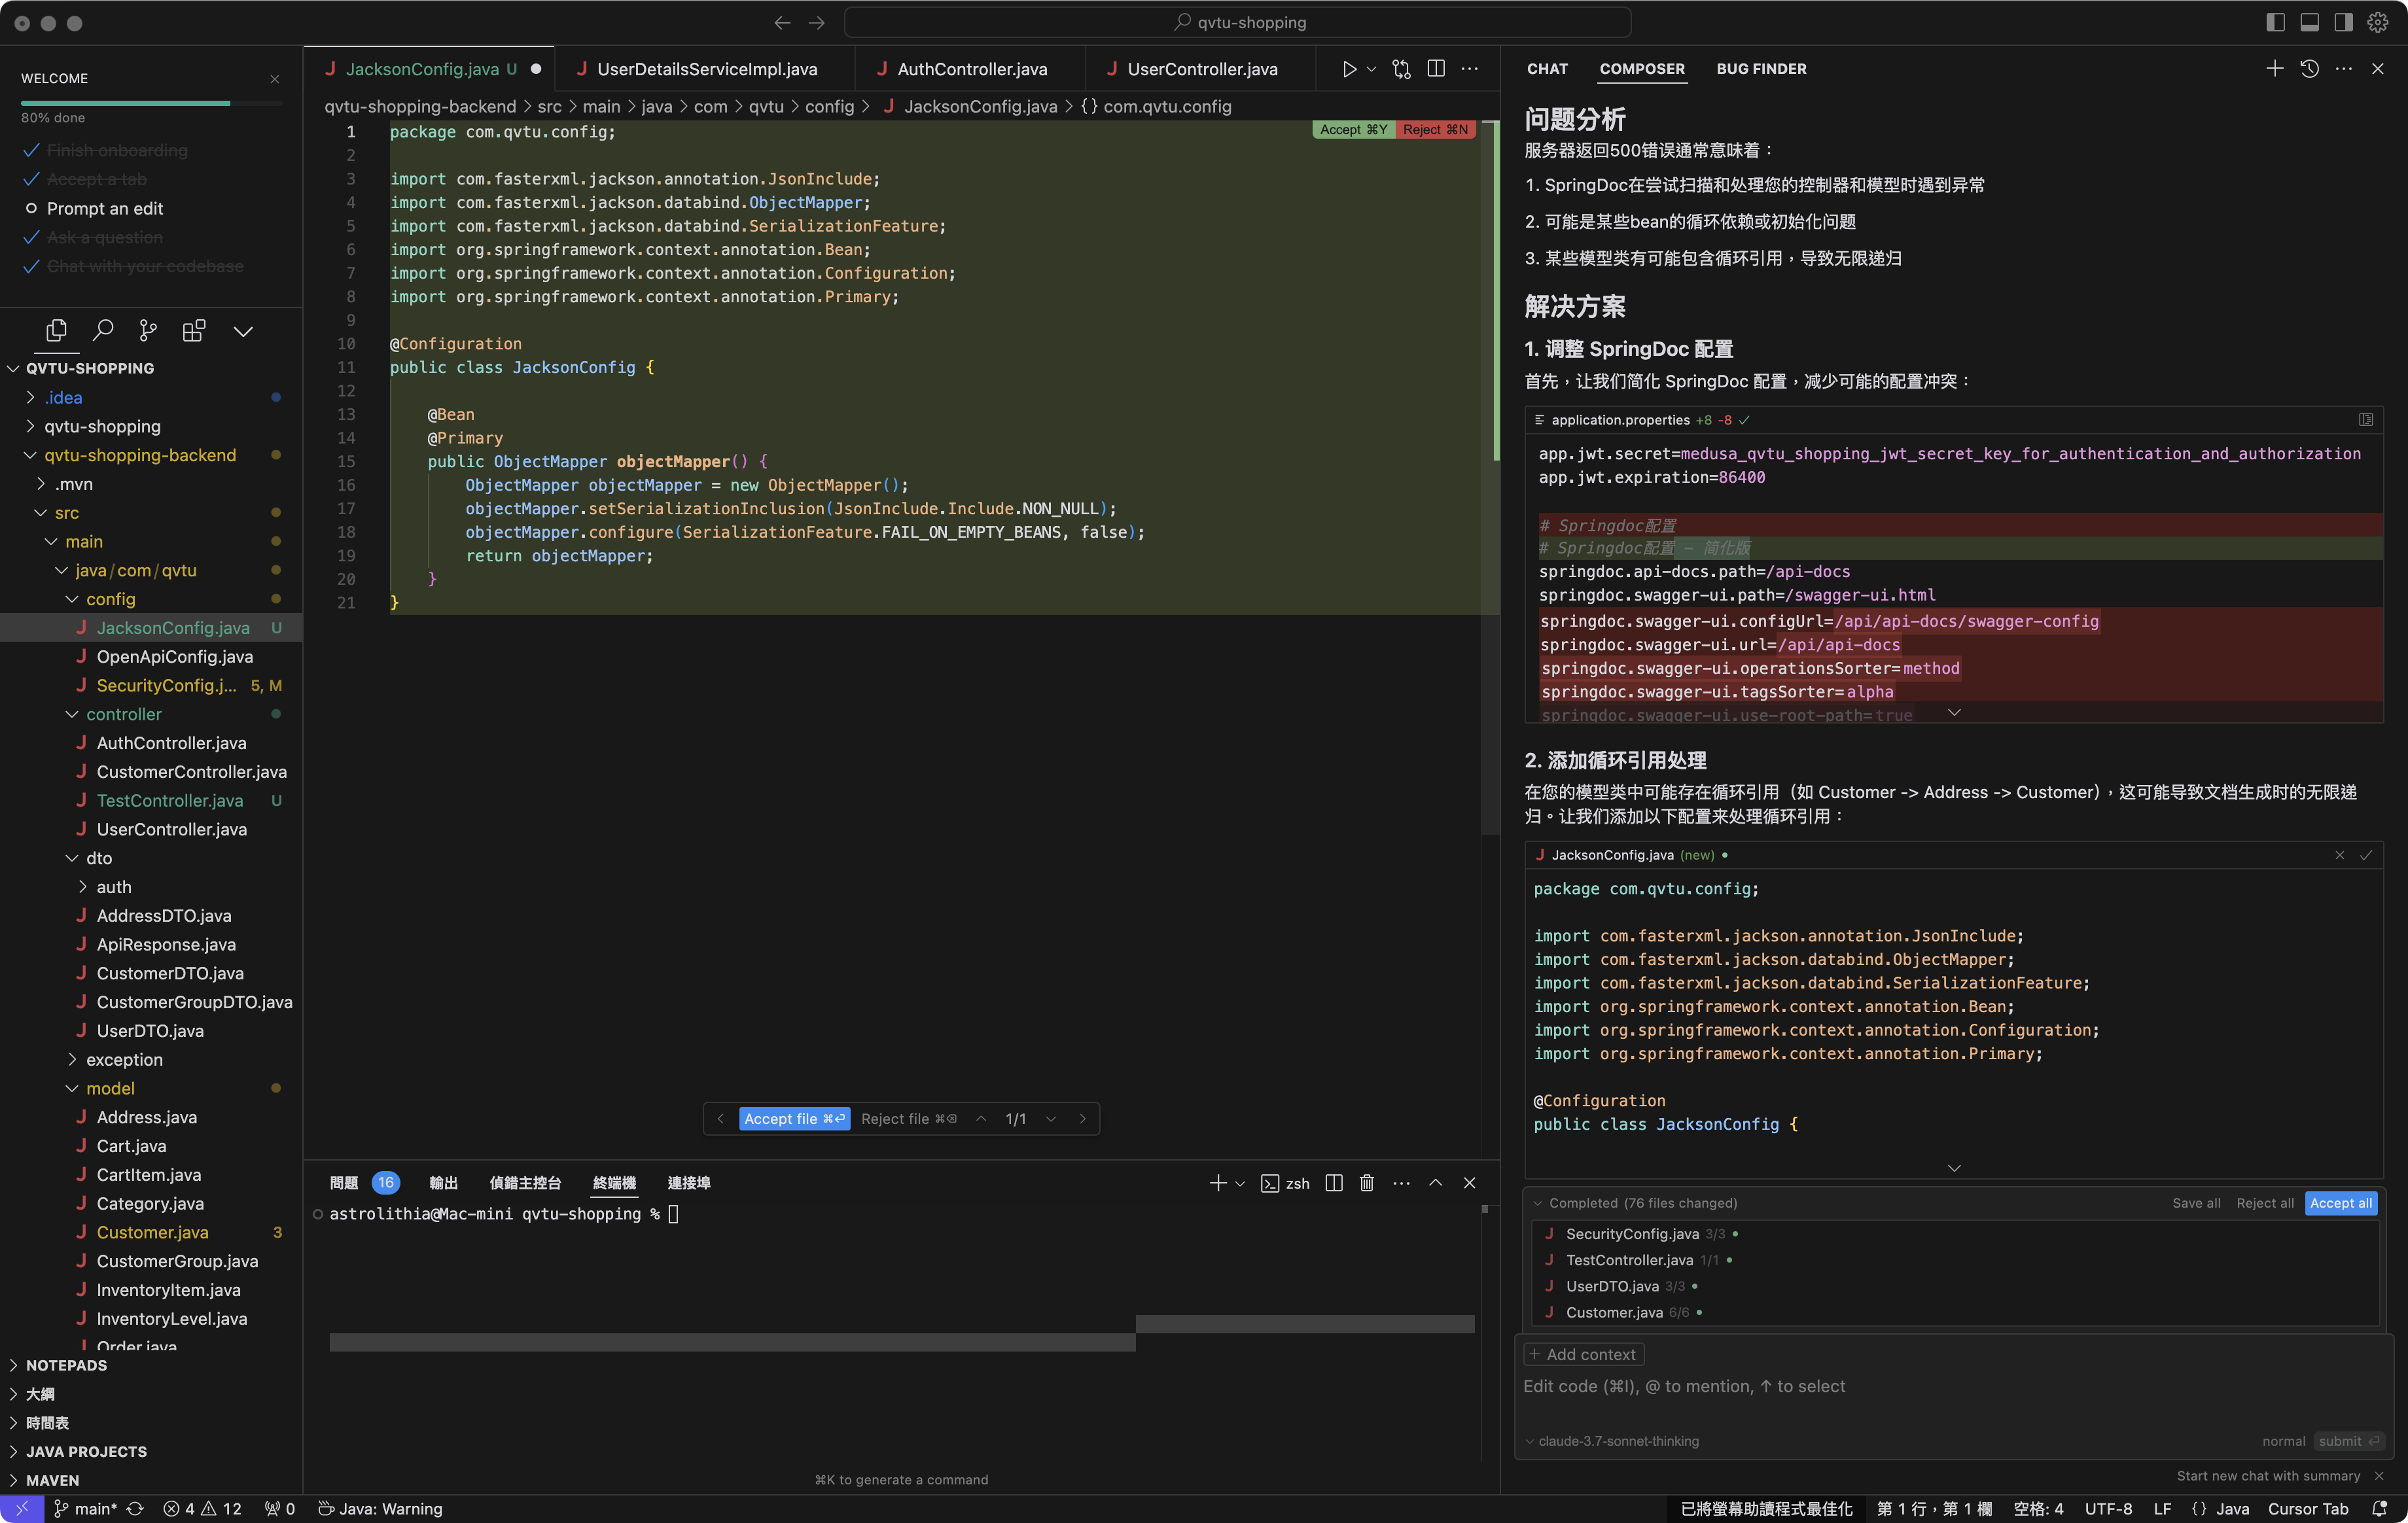 qvtu-shopping
WELCOME
80% done
Finish onboarding
Accept a tab
Prompt an edit
Ask a question
Chat with your codebase
QVTU-SHOPPING
.idea
qvtu-shopping
qvtu-shopping-backend
.mvn
src
main
java/com/qvtu
config
JacksonConfig.java U
OpenApiConfig.java
SecurityConfig.j... 5, M
controller
AuthController.java
CustomerController.java
TestController.java U
UserController.java
dto
auth
AddressDTO.java
ApiResponse.java
CustomerDTO.java
CustomerGroupDTO.java
UserDTO.java
exception
model
Address.java
Cart.java
CartItem.java
Category.java
Customer.java 3
CustomerGroup.java
InventoryItem.java
InventoryLevel.java
Order.java
NOTEPADS
大綱
時間表
JAVA PROJECTS
MAVEN
JacksonConfig.java U
UserDetailsServiceImpl.java
AuthController.java
UserController.java
qvtu-shopping-backend > src > main > java > com > qvtu > config > JacksonConfig.java > {} com.qvtu.config
Accept ⌘Y Reject ⌘N
1 package com.qvtu.config;
2
3 import com.fasterxml.jackson.annotation.JsonInclude;
4 import com.fasterxml.jackson.databind.ObjectMapper;
5 import com.fasterxml.jackson.databind.SerializationFeature;
6 import org.springframework.context.annotation.Bean;
7 import org.springframework.context.annotation.Configuration;
8 import org.springframework.context.annotation.Primary;
9
10 @Configuration
11 public class JacksonConfig {
12
13 @Bean
14 @Primary
15 public ObjectMapper objectMapper() {
16 ObjectMapper objectMapper = new ObjectMapper();
17 objectMapper.setSerializationInclusion(JsonInclude.Include.NON_NULL);
18 objectMapper.configure(SerializationFeature.FAIL_ON_EMPTY_BEANS, false);
19 return objectMapper;
20 }
21 }
Accept file ⌘⏎ Reject file ⌘⌫ 1/1
問題 16 輸出 偵錯主控台 終端機 連接埠
zsh
astrolithia@Mac-mini qvtu-shopping %
⌘K to generate a command
CHAT COMPOSER BUG FINDER
问题分析
服务器返回500错误通常意味着：
1. SpringDoc在尝试扫描和处理您的控制器和模型时遇到异常
2. 可能是某些bean的循环依赖或初始化问题
3. 某些模型类有可能包含循环引用，导致无限递归
解决方案
1. 调整 SpringDoc 配置
首先，让我们简化 SpringDoc 配置，减少可能的配置冲突：
application.properties +8 -8
app.jwt.secret=medusa_qvtu_shopping_jwt_secret_key_for_authentication_and_authorization
app.jwt.expiration=86400
# Springdoc配置
# Springdoc配置 - 简化版
springdoc.api-docs.path=/api-docs
springdoc.swagger-ui.path=/swagger-ui.html
springdoc.swagger-ui.configUrl=/api/api-docs/swagger-config
springdoc.swagger-ui.url=/api/api-docs
springdoc.swagger-ui.operationsSorter=method
springdoc.swagger-ui.tagsSorter=alpha
springdoc.swagger-ui.use-root-path=true
2. 添加循环引用处理
在您的模型类中可能存在循环引用（如 Customer -> Address -> Customer），这可能导致文档生成时的无限递
归。让我们添加以下配置来处理循环引用：
JacksonConfig.java (new)
package com.qvtu.config;
import com.fasterxml.jackson.annotation.JsonInclude;
import com.fasterxml.jackson.databind.ObjectMapper;
import com.fasterxml.jackson.databind.SerializationFeature;
import org.springframework.context.annotation.Bean;
import org.springframework.context.annotation.Configuration;
import org.springframework.context.annotation.Primary;
@Configuration
public class JacksonConfig {
Completed (76 files changed) Save all Reject all Accept all
SecurityConfig.java 3/3
TestController.java 1/1
UserDTO.java 3/3
Customer.java 6/6
+ Add context
Edit code (⌘I), @ to mention, ↑ to select
claude-3.7-sonnet-thinking normal submit ⏎
Start new chat with summary
main* 4 12 0 Java: Warning
已將螢幕助讀程式最佳化 第 1 行，第 1 欄 空格: 4 UTF-8 LF {} Java Cursor Tab